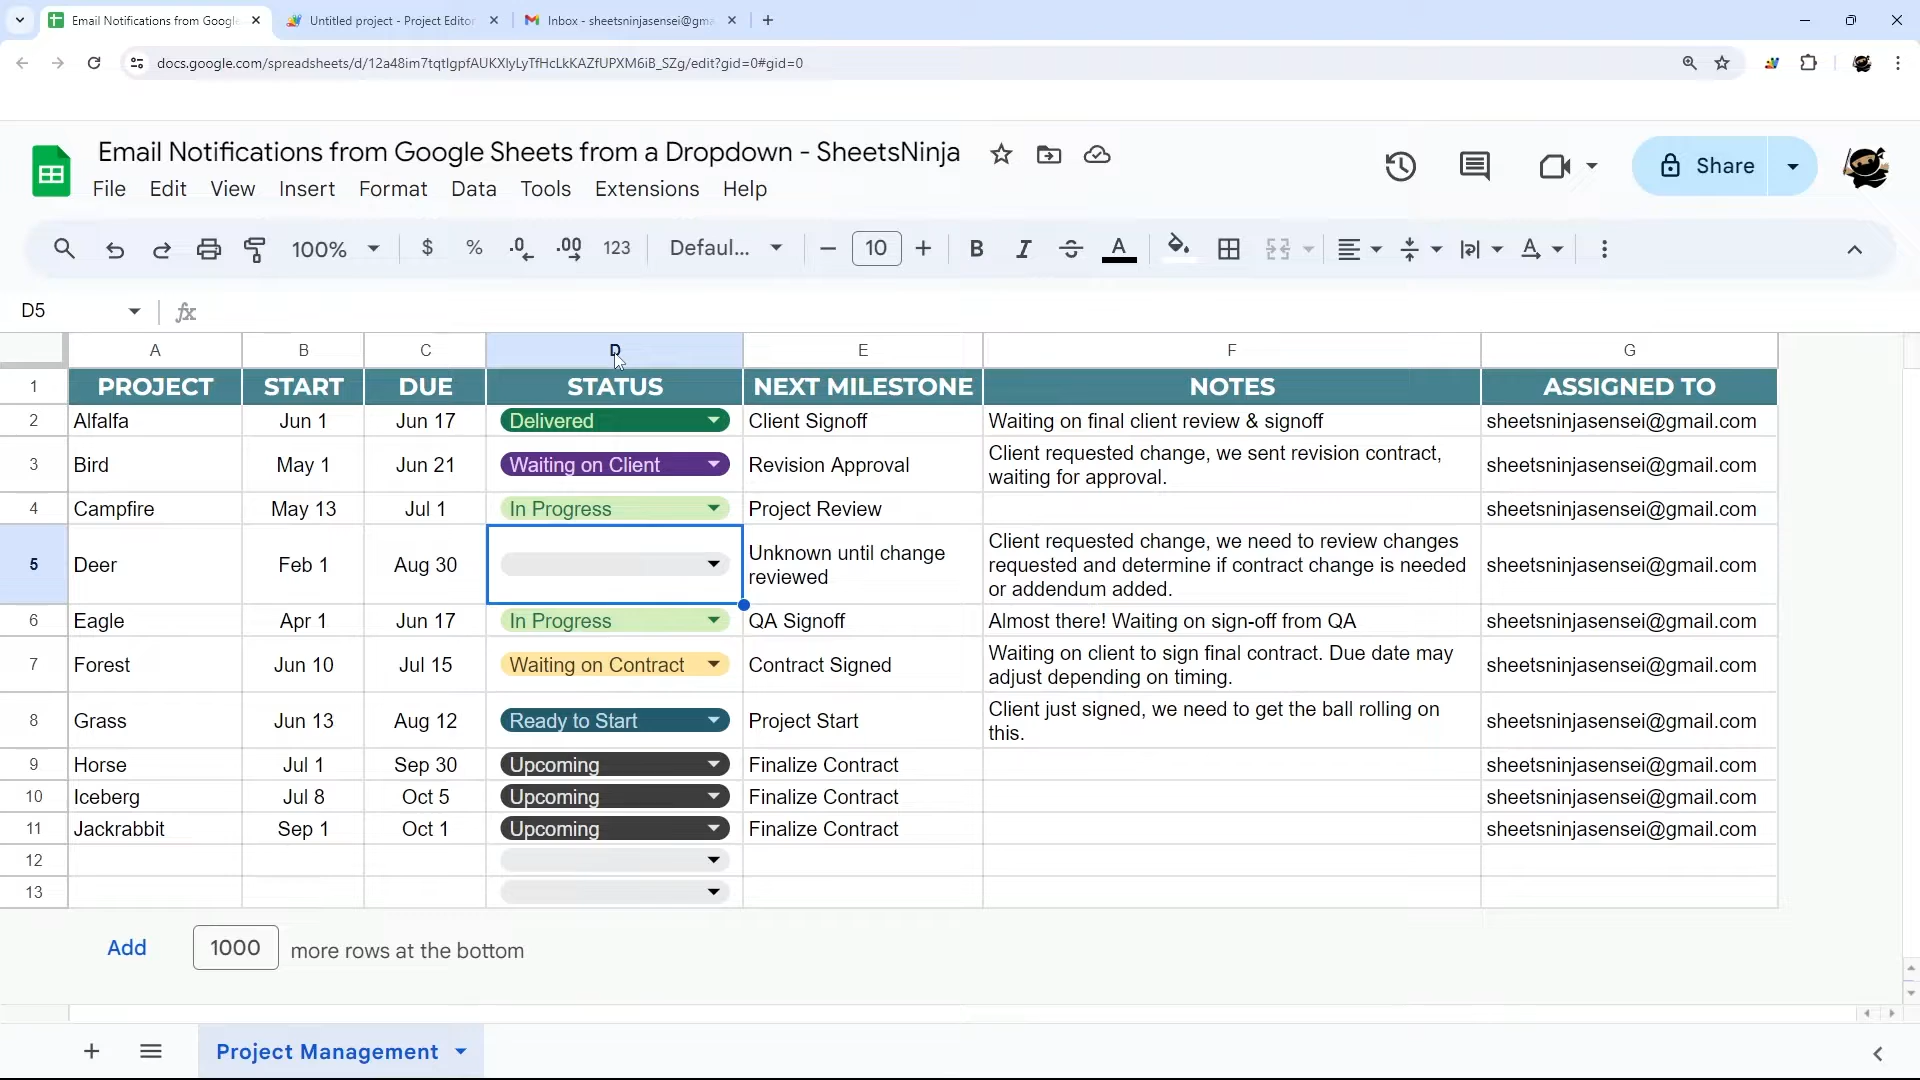 Email Notifications from Google
Untitled project - Project Editor
Inbox - sheetsninjasensei@gma
docs.google.com/spreadsheets/d/12a48im7tqtlgpfAUKXlyLyTfHcLkKAZfUPXM6iB_SZg/edit?gid=0#gid=0
Email Notifications from Google Sheets from a Dropdown - SheetsNinja
File Edit View Insert Format Data Tools Extensions Help
Share
100% $ % .0 .00 123 Defaul... 10 B I A
D5 fx
A B C D E F G
1 PROJECT START DUE STATUS NEXT MILESTONE NOTES ASSIGNED TO
2 Alfalfa Jun 1 Jun 17 Delivered Client Signoff Waiting on final client review & signoff sheetsninjasensei@gmail.com
3 Bird May 1 Jun 21 Waiting on Client Revision Approval Client requested change, we sent revision contract, sheetsninjasensei@gmail.com
waiting for approval.
4 Campfire May 13 Jul 1 In Progress Project Review sheetsninjasensei@gmail.com
5 Deer Feb 1 Aug 30 Unknown until change Client requested change, we need to review changes sheetsninjasensei@gmail.com
reviewed requested and determine if contract change is needed
or addendum added.
6 Eagle Apr 1 Jun 17 In Progress QA Signoff Almost there! Waiting on sign-off from QA sheetsninjasensei@gmail.com
7 Forest Jun 10 Jul 15 Waiting on Contract Contract Signed Waiting on client to sign final contract. Due date may sheetsninjasensei@gmail.com
adjust depending on timing.
8 Grass Jun 13 Aug 12 Ready to Start Project Start Client just signed, we need to get the ball rolling on sheetsninjasensei@gmail.com
this.
9 Horse Jul 1 Sep 30 Upcoming Finalize Contract sheetsninjasensei@gmail.com
10 Iceberg Jul 8 Oct 5 Upcoming Finalize Contract sheetsninjasensei@gmail.com
11 Jackrabbit Sep 1 Oct 1 Upcoming Finalize Contract sheetsninjasensei@gmail.com
12
13
Add 1000 more rows at the bottom
Project Management